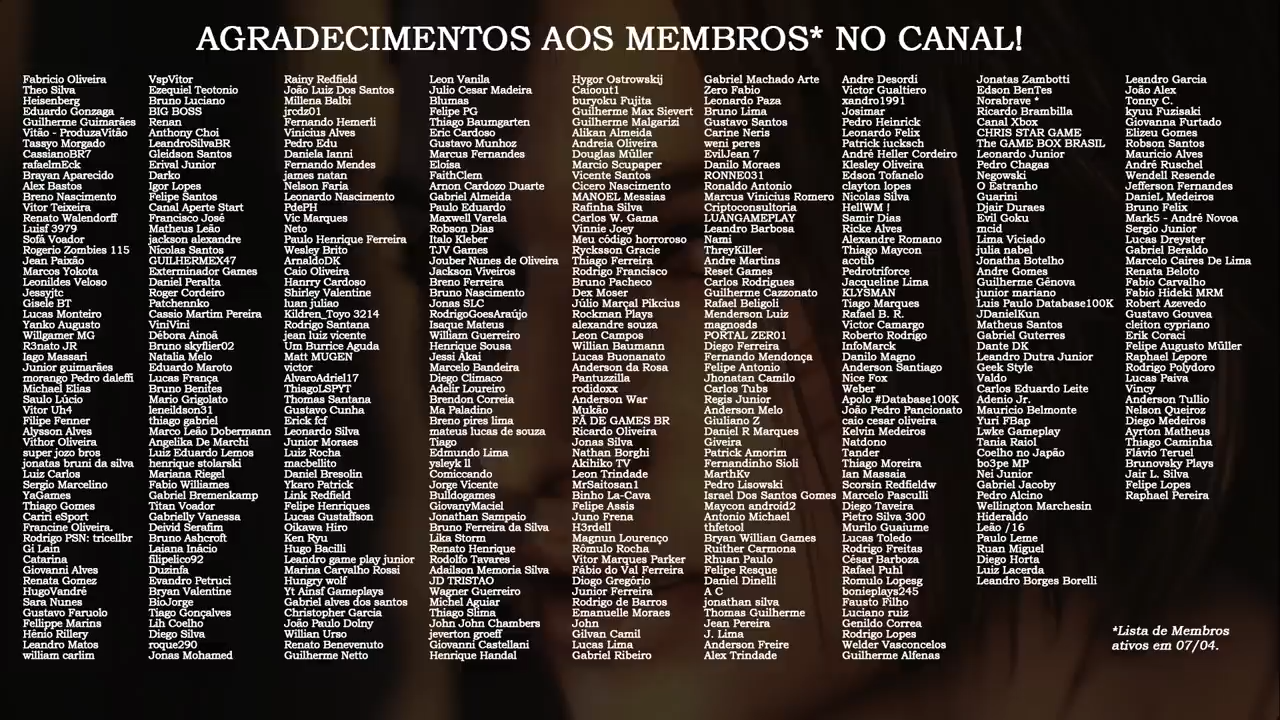 AGRADECIMENTOS AOS MEMBROS* NO CANAL!
Fabricio Oliveira
Theo Silva
Heisenberg
Eduardo Gonzaga
Guilherme Guimarães
Vitão - ProduzaVitão
Tassyo Morgado
CassianoBR7
rafaelmEck
Brayan Aparecido
Alex Bastos
Breno Nascimento
Vitor Teixeira
Renato Walendorff
Luisf 3979
Sofá Voador
Rogerio Zombies 115
Jean Paixão
Marcos Yokota
Leonildes Veloso
Jessyitc
Gisele BT
Lucas Monteiro
Yanko Augusto
Willgamer MG
R3nato JR
Iago Massari
Junior guimarães
morango Pedro daleffi
Michael Elias
Saulo Lúcio
Vitor Uh4
Filipe Fenner
Alysson Alves
Vithor Oliveira
super jozo bros
jonatas bruni da silva
Luiz Carlos
Sergio Marcelino
YaGames
Thiago Gomes
Cariri eSport
Francine Oliveira.
Rodrigo PSN: tricellbr
Gi Lain
Catarina
Giovanni Alves
Renata Gomez
HugoVandré
Sara Nunes
Gustavo Faruolo
Fellippe Marins
Hênio Rillery
Leandro Matos
william carlim
VspVitor
Ezequiel Teotonio
Bruno Luciano
BIG BOSS
Renan
Anthony Choi
LeandroSilvaBR
Gleidson Santos
Erival Junior
Darko
Igor Lopes
Felipe Santos
Canal Aperte Start
Francisco José
Matheus Leão
jackson alexandre
Nicolas Santos
GUILHERMEX47
Exterminador Games
Daniel Peralta
Roger Cordeiro
Patchenko
Cassio Martim Pereira
ViniVini
Débora Ainoã
Bruno skyflier02
Natalia Melo
Eduardo Maroto
Lucas França
Bruno Benites
Mario Grigolato
leneildson31
thiago gabriel
Marco Leão Dobermann
Angelika De Marchi
Luiz Eduardo Lemos
henrique stolarski
Mariana Riegel
Fabio Williames
Gabriel Bremenkamp
Titan Voador
Gabrielly Vanessa
Deivid Serafim
Bruno Ashcroft
Laiana Inácio
filipelico92
Duzinfa
Evandro Petruci
Bryan Valentine
BioJorge
Tiago Gonçalves
Lih Coelho
Diego Silva
roque290
Jonas Mohamed
Rainy Redfield
João Luiz Dos Santos
Millena Balbi
jrodz01
Fernando Hemerli
Vinicius Alves
Pedro Edu
Daniela Ianni
Fernando Mendes
james natan
Nelson Faria
Leonardo Nascimento
PdePH
Vic Marques
Neto
Paulo Henrique Ferreira
Wesley Brito
ArnaldoDK
Caio Oliveira
Hanrry Cardoso
Shirley Valentine
luan juliao
Kildren_Toyo 3214
Rodrigo Santana
jean luiz vicente
Um Burrice Aguda
Matt MUGEN
victor
AlvaroAdriel17
ThiagoLSPYT
Thomas Santana
Gustavo Cunha
Erick fcf
Leonardo Silva
Junior Moraes
Luiz Rocha
macbellito
Daniel Bresolin
Ykaro Patrick
Link Redfield
Felipe Henriques
Lucas Gustaffson
Oikawa Hiro
Ken Ryu
Hugo Bacilli
Leandro game play junior
Marina Carvalho Rossi
Hungry wolf
Yt Ainsf Gameplays
Gabriel alves dos santos
Christopher Garcia
João Paulo Dolny
Willian Urso
Renato Benevenuto
Guilherme Netto
Leon Vanila
Julio Cesar Madeira
Blumas
Felipe PG
Thiago Baumgarten
Eric Cardoso
Gustavo Munhoz
Marcus Fernandes
Eloisa
FaithClem
Arnon Cardozo Duarte
Gabriel Almeida
Paulo Eduardo
Maxwell Varela
Robson Dias
Italo Kleber
TJV Games
Jouber Nunes de Oliveira
Jackson Viveiros
Breno Ferreira
Bruno Nascimento
Jonas SLC
RodrigoGoesAraújo
Isaque Mateus
William Guerreiro
Henrique Sousa
Jessi Akai
Marcelo Bandeira
Diego Climaco
Adelir Loureiro
Brendon Correia
Ma Paladino
Breno pires lima
mateus lucas de souza
Tiago
Edmundo Lima
ysleyk ll
Comiccando
Jorge Vicente
Bulldogames
GiovanyMaciel
Jonathan Sampaio
Bruno Ferreira da Silva
Lika Storm
Renato Henrique
Rodolfo Tavares
Adailson Memoria Silva
JD TRISTAO
Wagner Guerreiro
Michel Aguiar
Thiago Slima
John John Chambers
jeverton groeff
Giovanni Castellani
Henrique Handal
Hygor Ostrowskij
Caioout1
buryoku Fujita
Guilherme Max Sievert
Guilherme Malgarizi
Alikan Almeida
Andreia Oliveira
Douglas Müller
Marcio Scupaper
Vicente Santos
Cicero Nascimento
MANOEL Messias
Rafinha Silva
Carlos W. Gama
Vinnie Joey
Meu código horroroso
Rycksson Gracie
Thiago Ferreira
Rodrigo Francisco
Bruno Pacheco
Dex Moser
Júlio Marçal Pikcius
Rockman Plays
alexandre souza
Leon Campos
Willian Baumann
Lucas Buonanato
Anderson da Rosa
Pantuzzilla
rodidoxx
Anderson War
Mukão
FÃ DE GAMES BR
Ricardo Oliveira
Jonas Silva
Nathan Borghi
Akihiko TV
Leon Trindade
MrSaitosan1
Binho La-Cava
Felipe Assis
Juno Frena
H3rdell
Magnun Lourenço
Rômulo Rocha
Vitor Marques Parker
Fábio do Val Ferreira
Diogo Gregório
Junior Ferreira
Rodrigo de Barros
Emanuelle Moraes
John
Gilvan Camil
Lucas Lima
Gabriel Ribeiro
Gabriel Machado Arte
Zero Fabio
Leonardo Paza
Bruno Lima
Gustavo Santos
Carine Neris
weni peres
EvilJean 7
Danilo Moraes
RONNE031
Ronaldo Antonio
Marcus Vinicius Romero
Criptoconsultoria
LUANGAMEPLAY
Leandro Barbosa
Nami
ThreyKiller
André Martins
Reset Games
Carlos Rodrigues
Guilherme Cazzonato
Rafael Beligoli
Menderson Luiz
magnosds
PORTAL ZER01
Diego Ferreira
Fernando Mendonça
Felipe Antonio
Jhonatan Camilo
Carlos Tubs
Regis Junior
Anderson Melo
Giuliano Z
Daniel R Marques
Giveira
Patrick Amorim
Fernandinho Sioli
MarthKv
Pedro Lisowski
Israel Dos Santos Gomes
Maycon android2
Antonio Michael
thfetool
Bryan Willian Games
Ruither Carmona
Rhuan Paulo
Felipe Resque
Daniel Dinelli
A C
jonathan silva
Thomas Guilherme
Jean Pereira
J. Lima
Anderson Freire
Alex Trindade
Andre Desordi
Victor Gualtiero
xandro1991
Josimar
Pedro Heinrick
Leonardo Felix
Patrick iucksch
André Heller Cordeiro
Klesley Oliveira
Edson Tofanelo
clayton lopes
Nicolas Silva
HellWM !
Samir Dias
Ricke Alves
Alexandre Romano
Thiago Maycon
acotib
Pedrotriforce
Jacqueline Lima
KLYSMAN
Tiago Marques
Rafael B. R.
Victor Camargo
Roberto Rodrigo
InfoMarck
Danilo Magno
Anderson Santiago
Nice Fox
Weber
Apolo #Database100K
João Pedro Pancionato
caio cesar oliveira
Kelvin Medeiros
Natdono
Tander
Thiago Moreira
Ian Massaia
Scorsin Redfieldw
Marcelo Pasculli
Diego Taveira
Pietro Silva 300
Murilo Guaiume
Lucas Toledo
Rodrigo Freitas
César Barboza
Rafael Puhl
Romulo Lopesg
bonieplays245
Fausto Filho
Luciano ruiz
Genildo Correa
Rodrigo Lopes
Welder Vasconcelos
Guilherme Alfenas
Jonatas Zambotti
Edson BenTes
Norabrave *
Ricardo Brambilla
Canal Xbox
CHRIS STAR GAME
The GAME BOX BRASIL
Leonardo Junior
Pedro Chagas
Negowski
O Estranho
Guarini
Djair Duraes
Evil Goku
mcid
Lima Viciado
julia nabel
Jonatha Botelho
Andre Gomes
Guilherme Gênova
junior mariano
Luis Paulo Database100K
JDanielKun
Matheus Santos
Gabriel Guterres
Dante DK
Leandro Dutra Junior
Geek Style
Valdo
Carlos Eduardo Leite
Adenio Jr.
Mauricio Belmonte
Yuri FBap
Lwke Gameplay
Tania Raiol
Coelho no Japão
bo3pe MP
Nei Junior
Gabriel Jacoby
Pedro Alcino
Wellington Marchesin
Hideraldo
Leão /16
Paulo Leme
Ruan Miguel
Diego Horta
Luiz Lacerda
Leandro Borges Borelli
Leandro Garcia
João Alex
Tonny C.
kyuu Fuzisaki
Giovanna Furtado
Elizeu Gomes
Robson Santos
Mauricio Alves
André Ruschel
Wendell Resende
Jefferson Fernandes
DanieL Medeiros
Bruno Felix
Mark5 - André Novoa
Sergio Junior
Lucas Dreyster
Gabriel Beraldo
Marcelo Caires De Lima
Renata Beloto
Fabio Carvalho
Fabio Hideki MRM
Robert Azevedo
Gustavo Gouvea
cleiton cypriano
Erik Coraci
Felipe Augusto Müller
Raphael Lepore
Rodrigo Polydoro
Lucas Paiva
Wincy
Anderson Tullio
Nelson Queiroz
Diego Medeiros
Ayrton Matheus
Thiago Caminha
Flávio Teruel
Brunovsky Plays
Jair L. Silva
Felipe Lopes
Raphael Pereira
*Lista de Membros
ativos em 07/04.